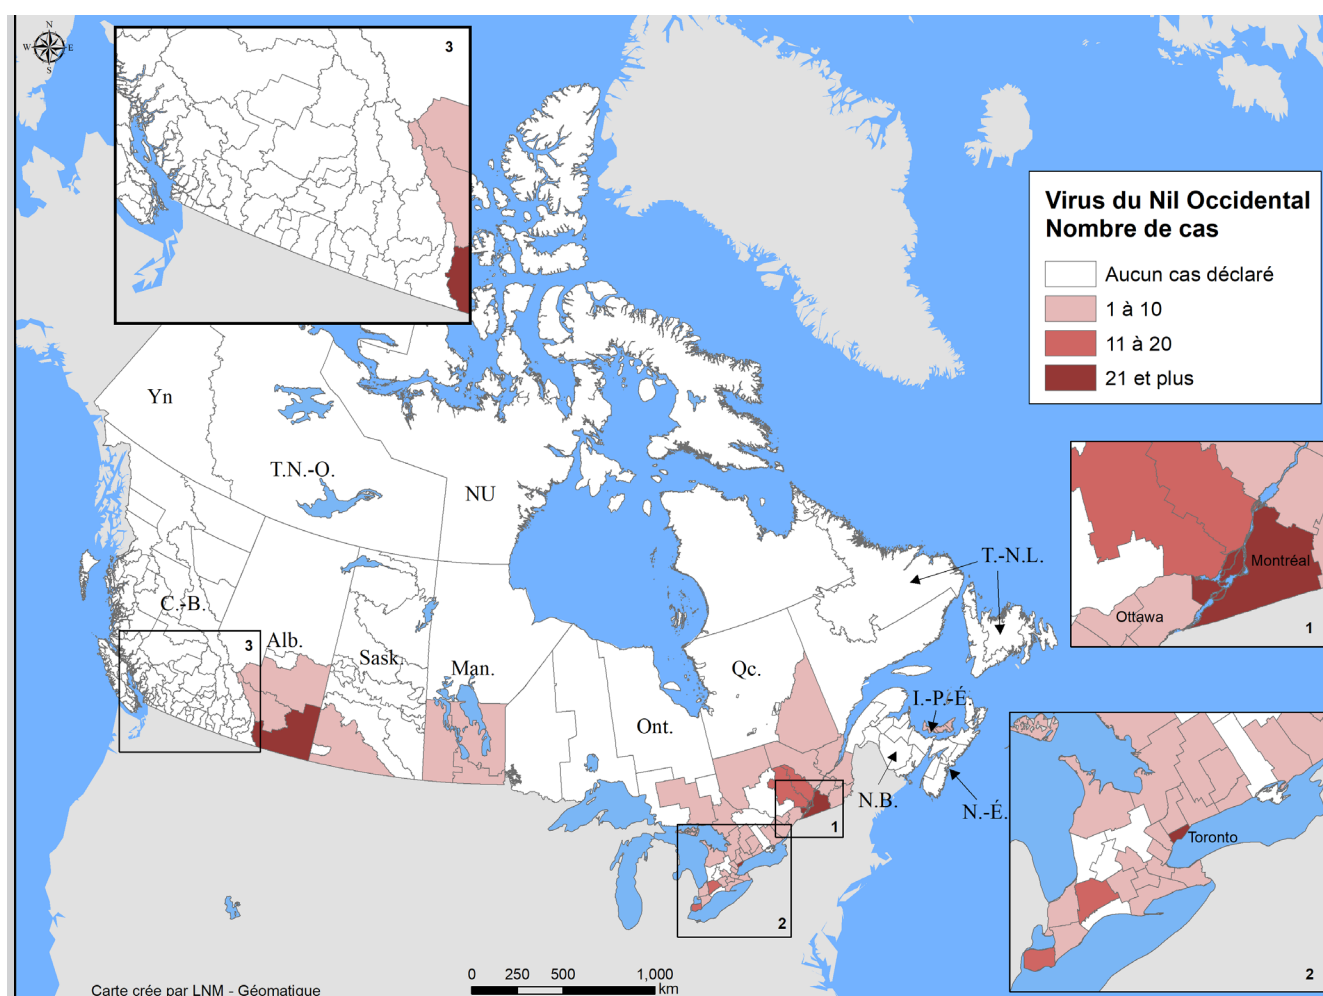 N
W
E
S
3
Virus du Nil Occidental
Nombre de cas
Aucun cas déclaré
1 à 10
11 à 20
21 et plus
Yn
T.N.-O.
NU
T.-N.L.
Montréal
Ottawa
1
C.-B.
3
Alb.
Sask.
Man.
Qc.
I.-P.-É.
Ont.
N.B.
N.-É.
1
2
Toronto
2
0 250 500 1,000
km
Carte crée par LNM - Géomatique